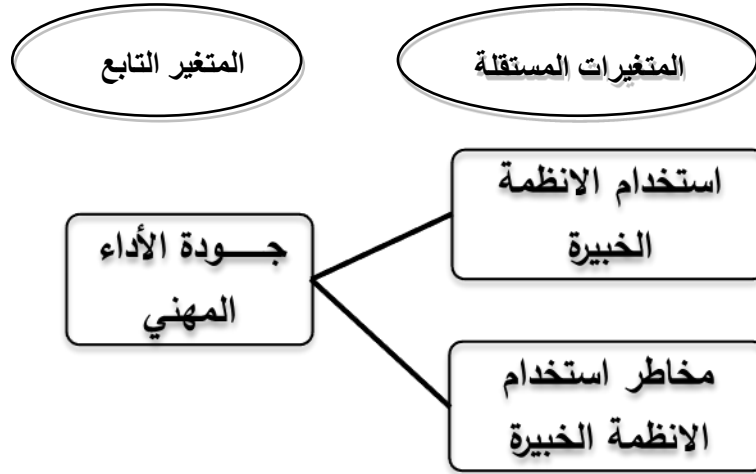 المتغيرات المستقلة
المتغير التابع
استخدام الانظمة
الخبيرة
جـــودة الأداء
المهني
مخاطر استخدام
الانظمة الخبيرة